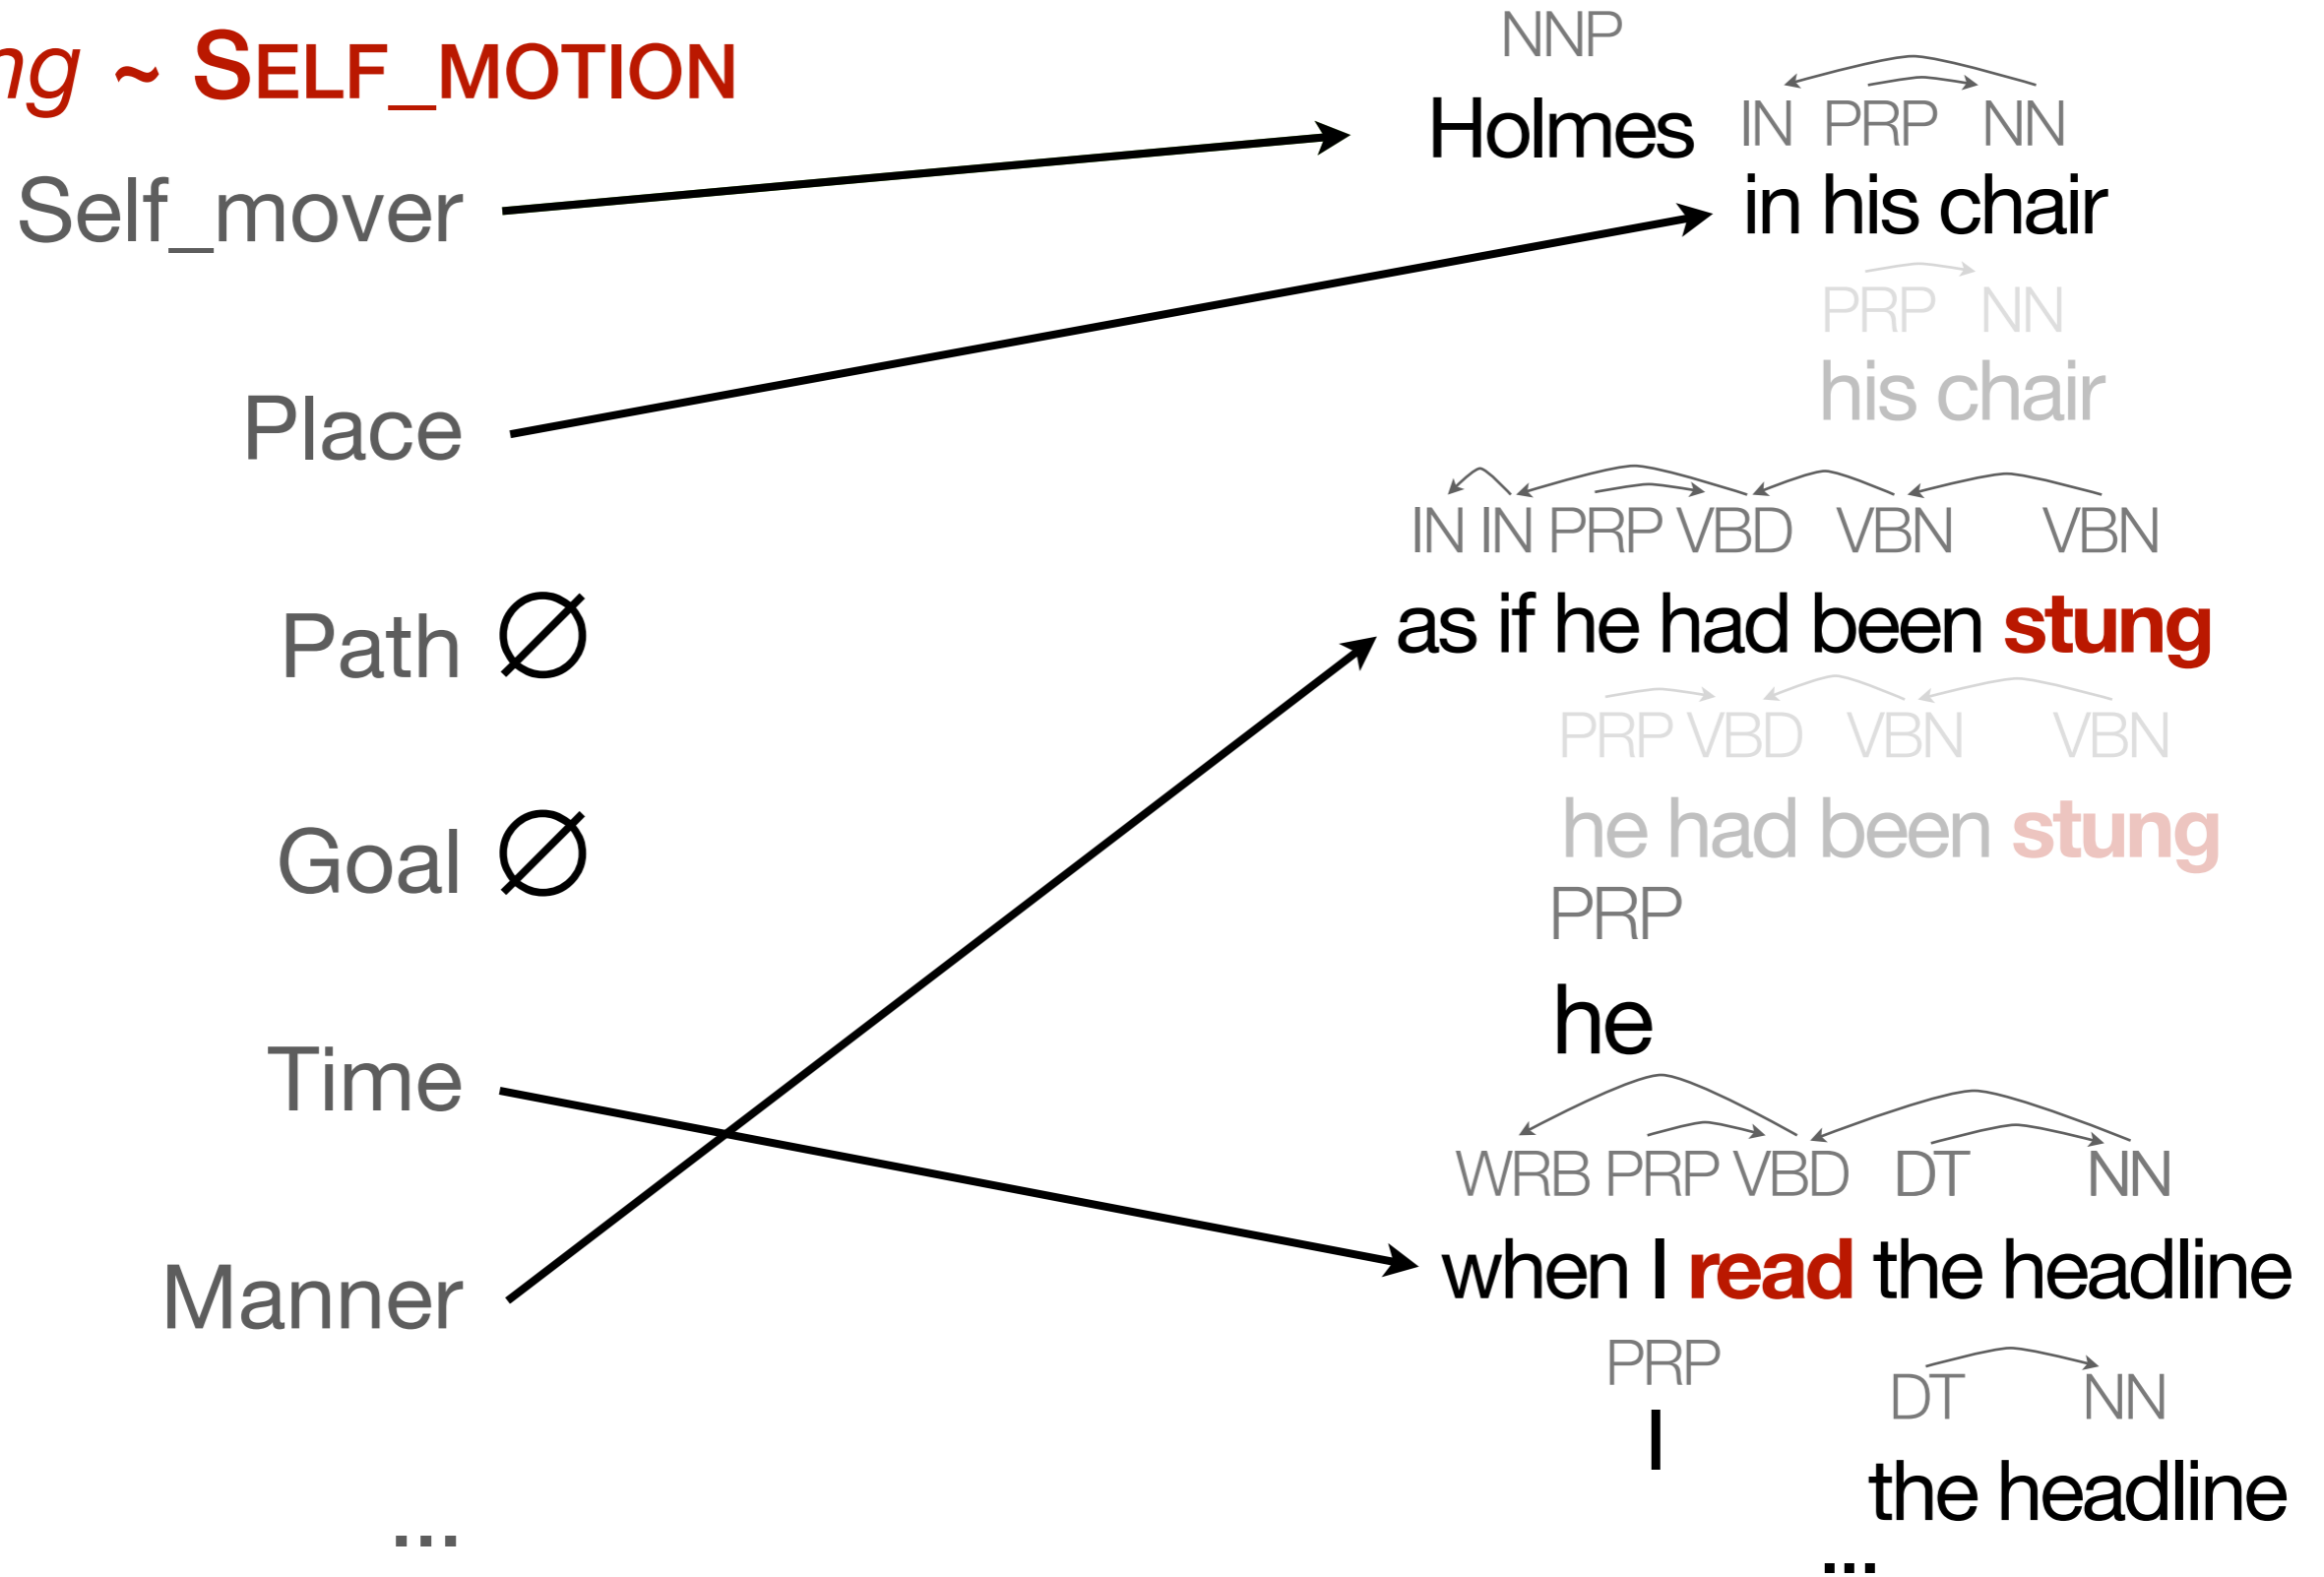 ng ~ SELF_MOTION
Self_mover
Place
Path ∅
Goal ∅
Time
Manner
...
NNP
Holmes
IN PRP NN
in his chair
PRP NN
his chair
IN IN PRP VBD VBN VBN
as if he had been stung
PRP VBD VBN VBN
he had been stung
PRP
he
WRB PRP VBD DT NN
when I read the headline
PRP
I
DT NN
the headline
...